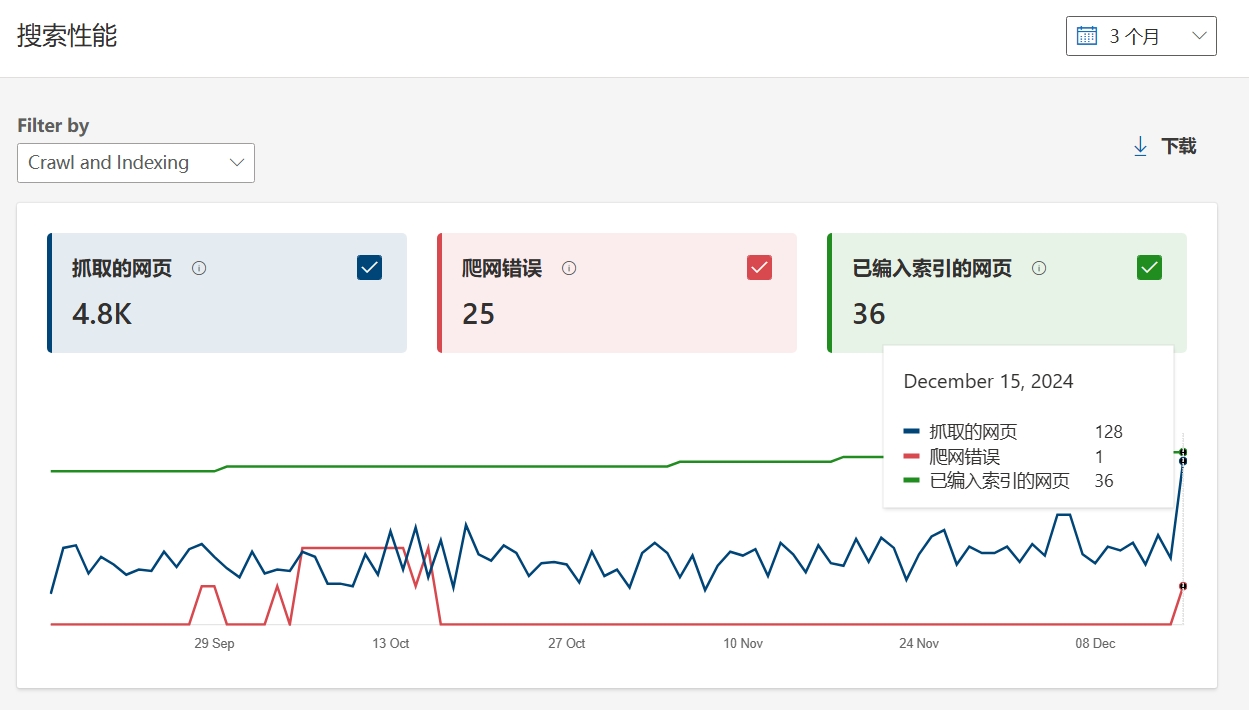 搜索性能
3 个月
Filter by
Crawl and Indexing
下载
抓取的网页
4.8K
爬网错误
25
已编入索引的网页
36
December 15, 2024
抓取的网页 128
爬网错误 1
已编入索引的网页 36
29 Sep 13 Oct 27 Oct 10 Nov 24 Nov 08 Dec